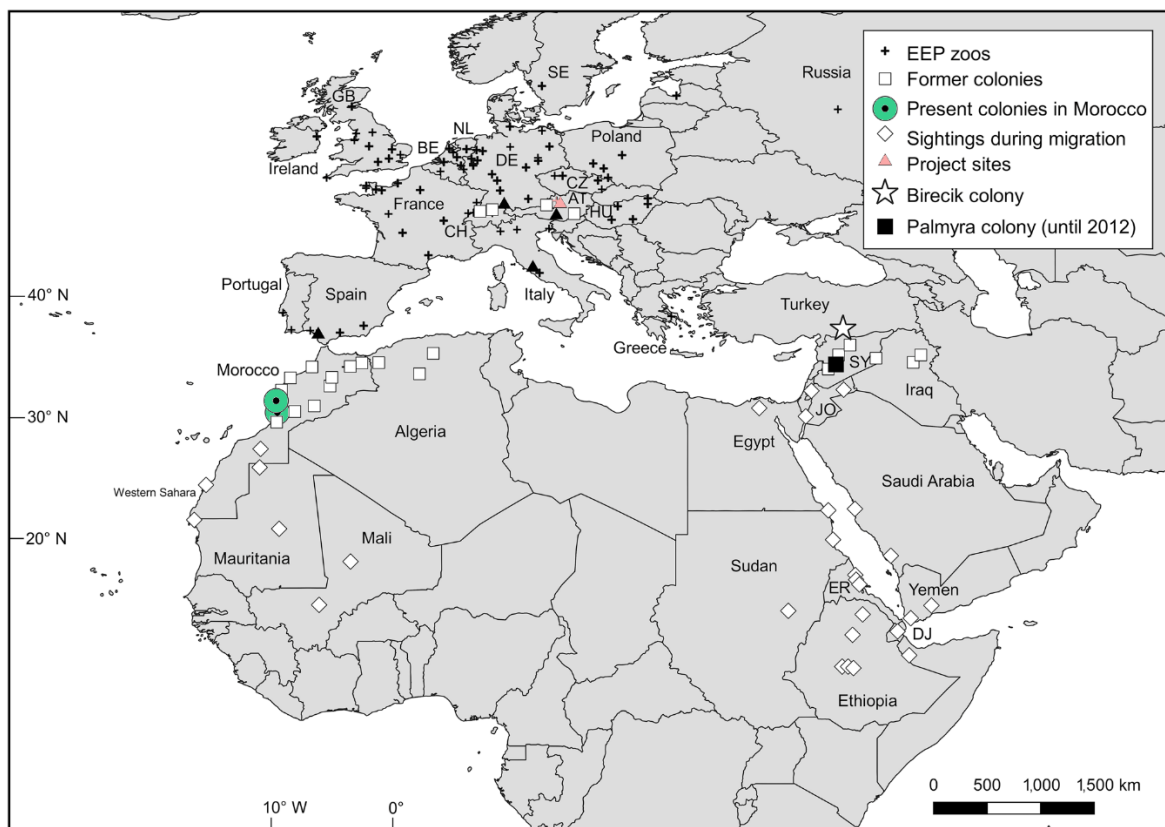 EEP zoos
Former colonies
Present colonies in Morocco
Sightings during migration
Project sites
Birecik colony
Palmyra colony (until 2012)
SE
Russia
GB
NL
Ireland
BE
DE
Poland
CZ
France
AT
HU
CH
Portugal
Spain
Italy
40° N
Turkey
Greece
SY
Morocco
Iraq
30° N
JO
Algeria
Egypt
Western Sahara
Saudi Arabia
20° N
Mauritania
Mali
Sudan
ER
Yemen
DJ
Ethiopia
0 500 1,000 1,500 km
10° W 0°